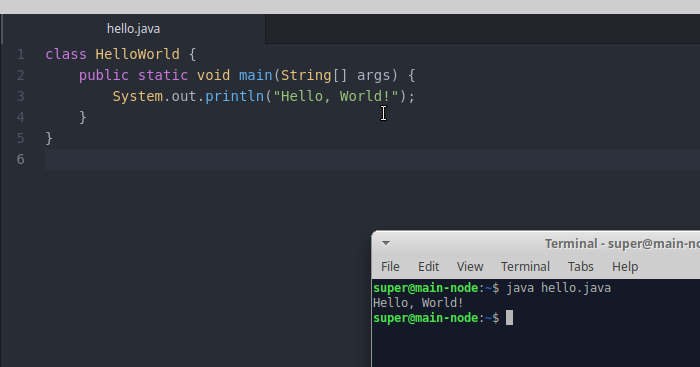 hello.java
1 class HelloWorld {
2     public static void main(String[] args) {
3         System.out.println("Hello, World!");
4     }
5 }
6
Terminal - super@main-no
File Edit View Terminal Tabs Help
super@main-node:~$ java hello.java
Hello, World!
super@main-node:~$